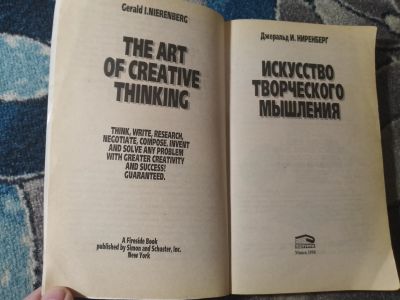 Gerald I. NIERENBERG
THE ART
OF CREATIVE
THINKING
THINK, WRITE, RESEARCH,
NEGOTIATE, COMPOSE, INVENT
AND SOLVE ANY PROBLEM
WITH GREATER CREATIVITY
AND SUCCESS!
GUARANTEED.
A Fireside Book
published by Simon and Schuster, Inc.
New York
Джеральд И. НИРЕНБЕРГ
ИСКУССТВО
ТВОРЧЕСКОГО
МЫШЛЕНИЯ